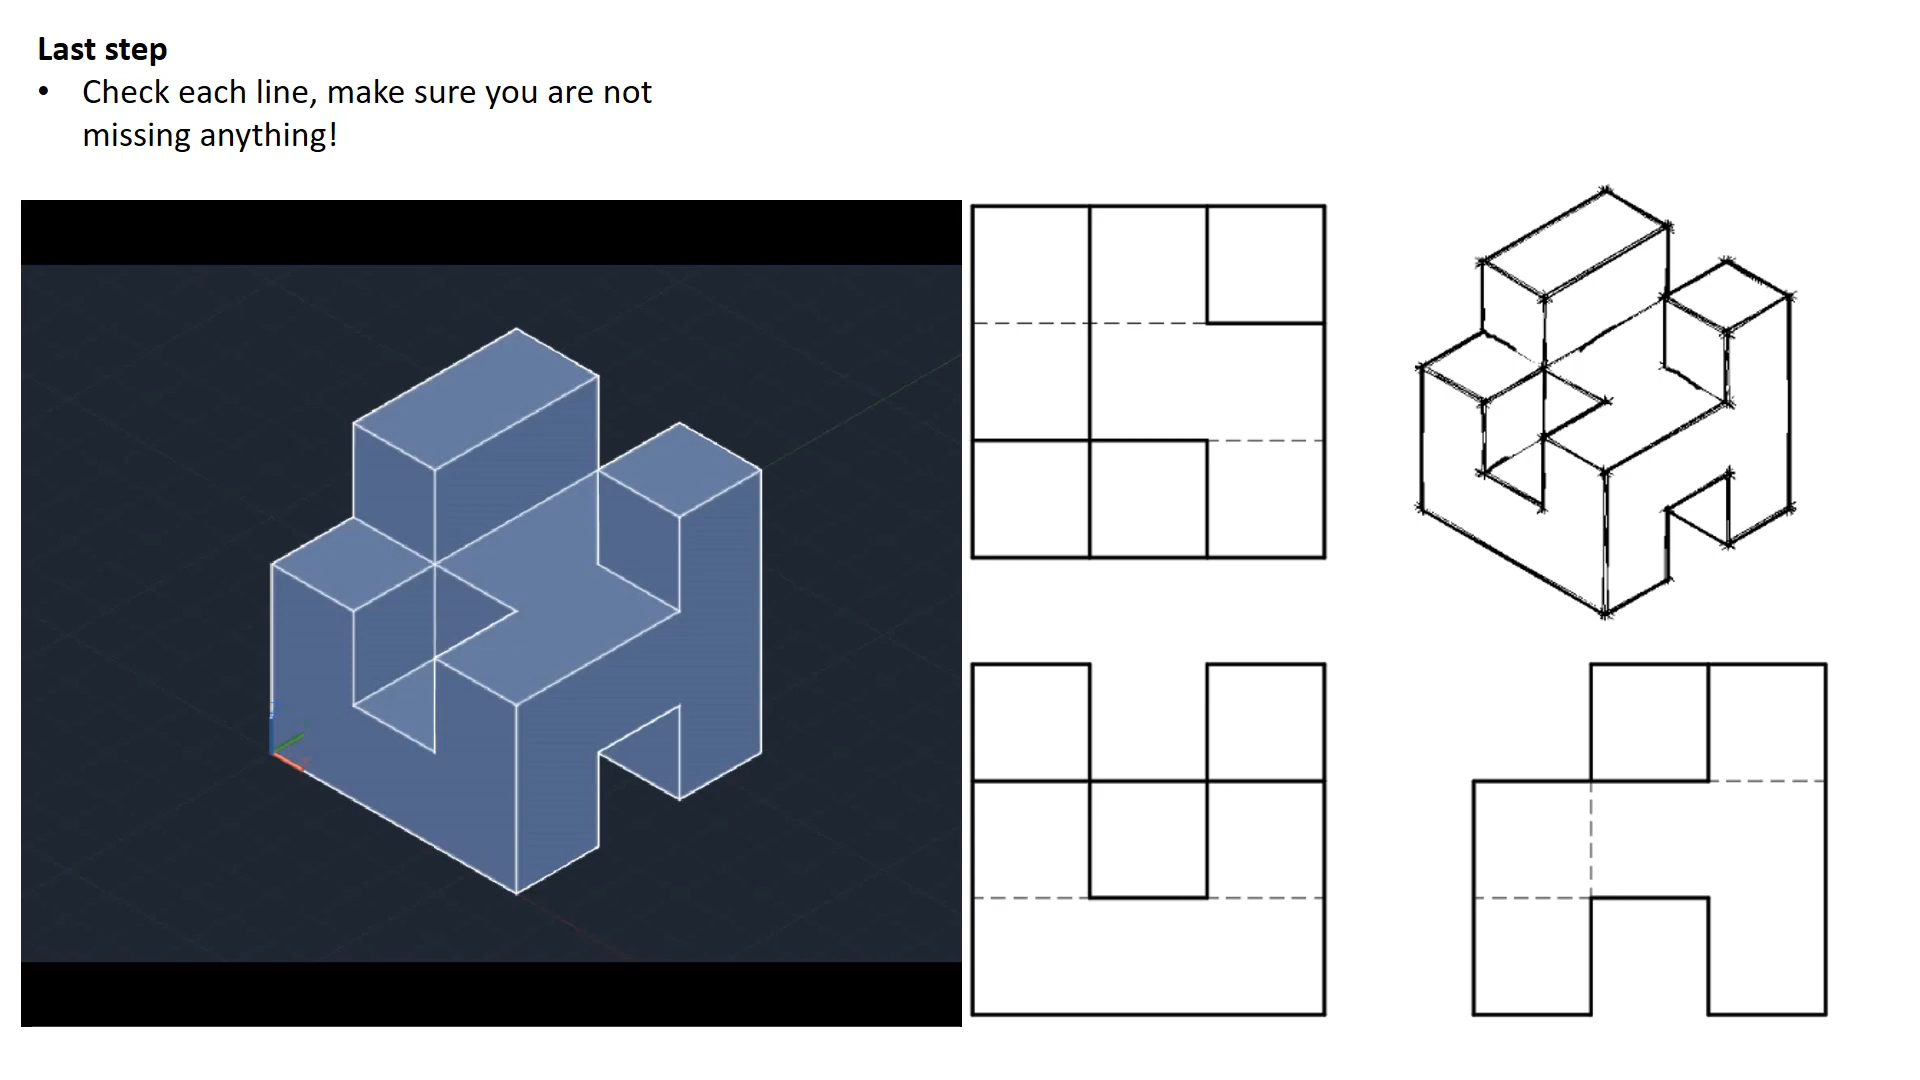 Last step
• Check each line, make sure you are not
missing anything!